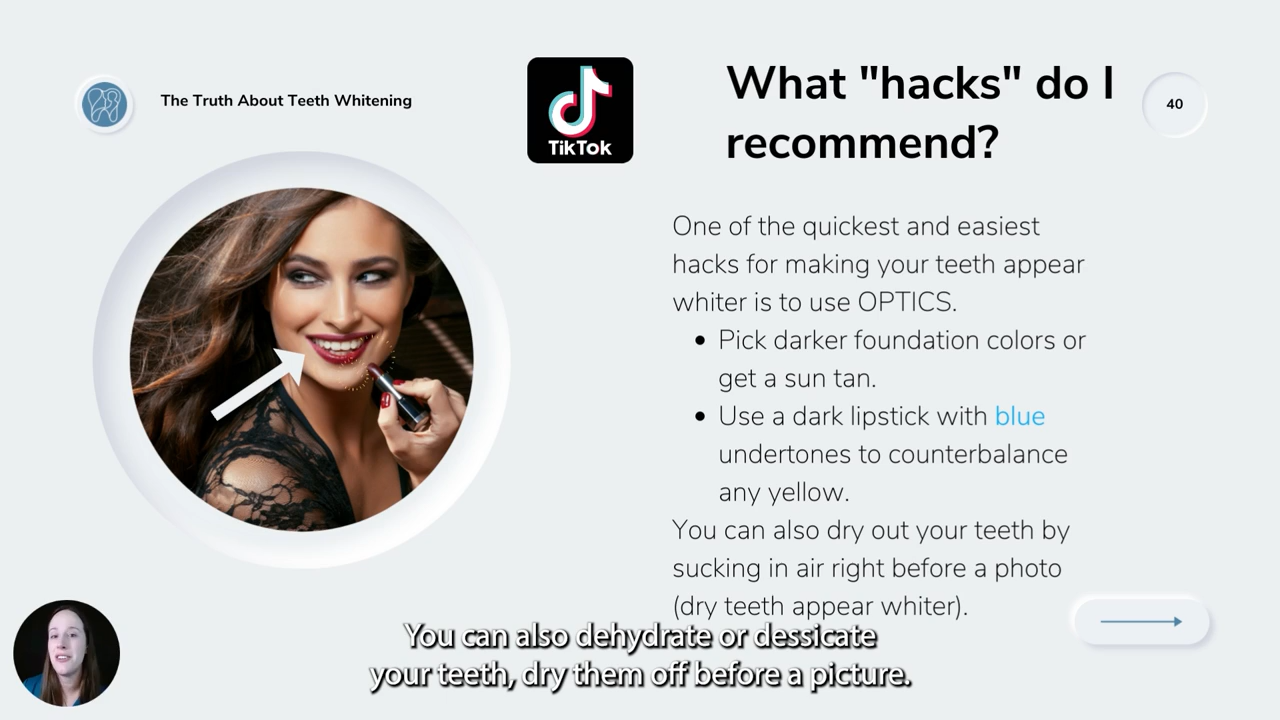 The Truth About Teeth Whitening
TikTok
What "hacks" do I
recommend?
40
One of the quickest and easiest
hacks for making your teeth appear
whiter is to use OPTICS.
Pick darker foundation colors or
get a sun tan.
Use a dark lipstick with blue
undertones to counterbalance
any yellow.
You can also dry out your teeth by
sucking in air right before a photo
(dry teeth appear whiter).
You can also dehydrate or dessicate
your teeth, dry them off before a picture.